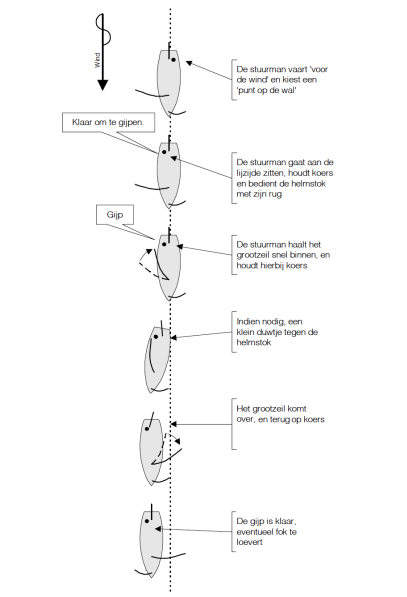 Wind
De stuurman vaart 'voor
de wind' en kiest een
'punt op de wal'
Klaar om te gijpen.
De stuurman gaat aan de
lijzijde zitten, houdt koers
en bedient de helmstok
met zijn rug
Gijp
De stuurman haalt het
grootzeil snel binnen, en
houdt hierbij koers
Indien nodig, een
klein duwtje tegen de
helmstok
Het grootzeil komt
over, en terug op koers
De gijp is klaar,
eventueel fok te
loevert